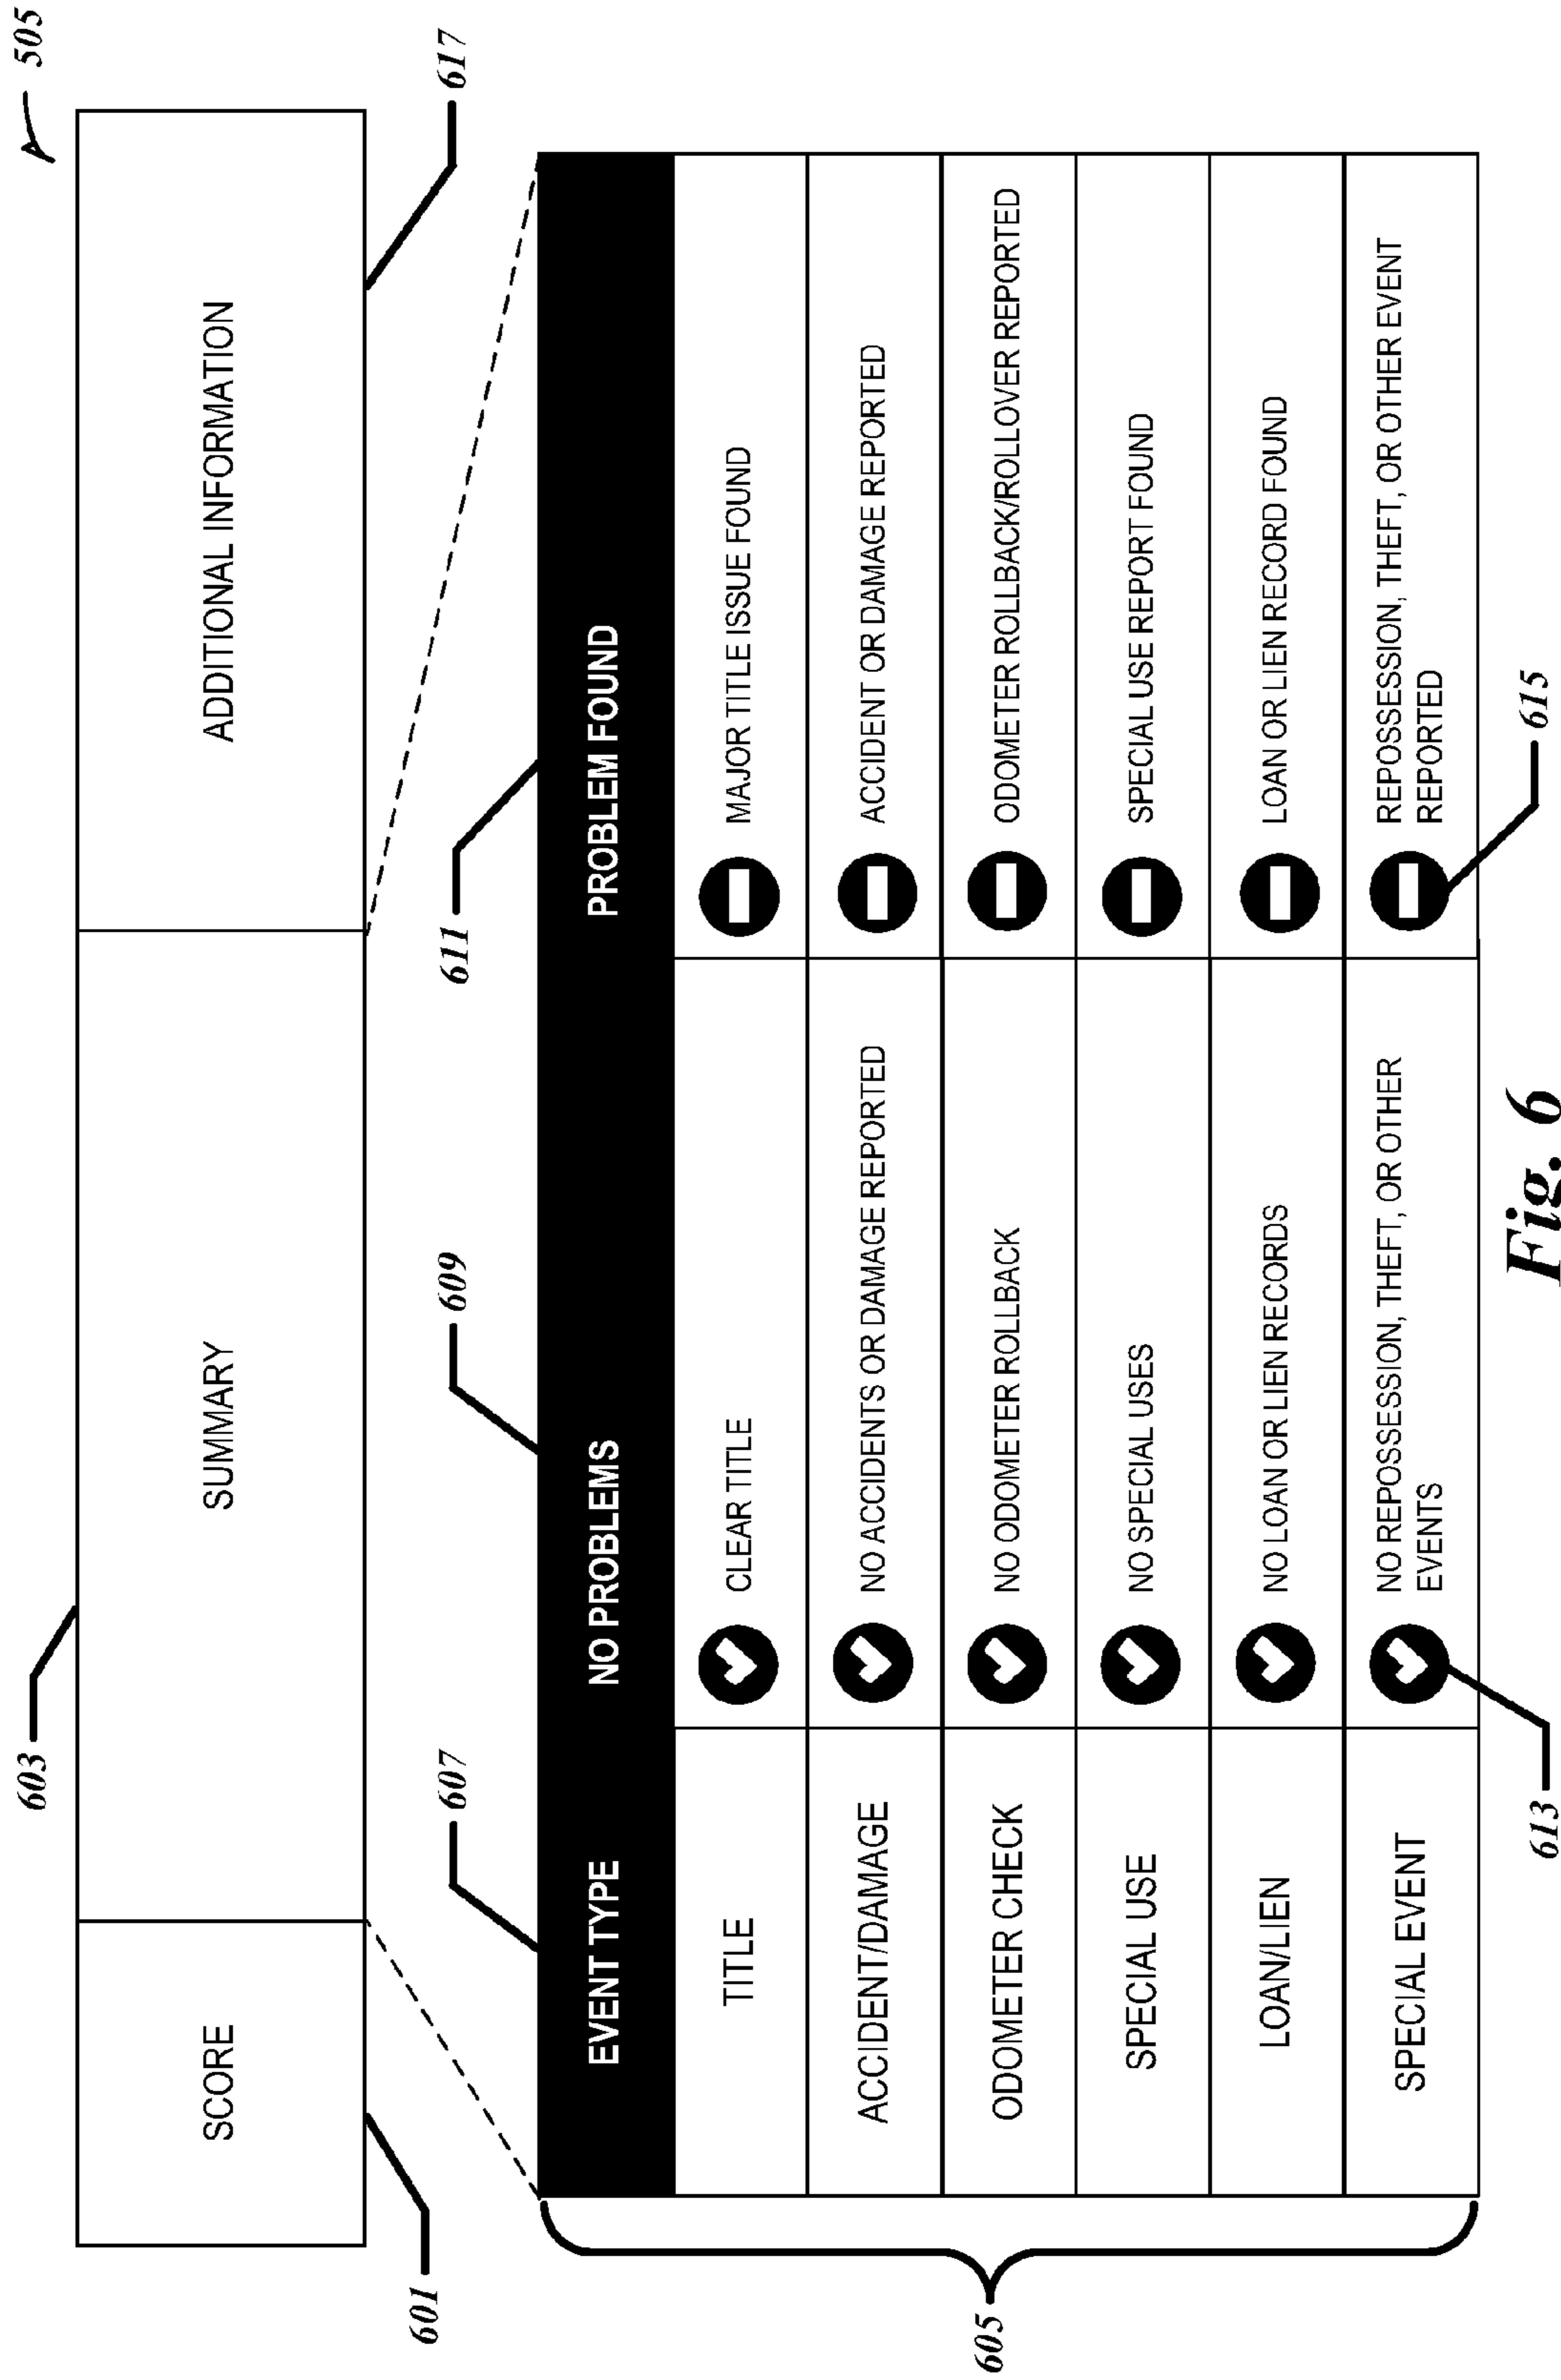 505
603
SCORE
SUMMARY
ADDITIONAL INFORMATION
601
607
609
611
617
EVENT TYPE
NO PROBLEMS
PROBLEM FOUND
TITLE
CLEAR TITLE
MAJOR TITLE ISSUE FOUND
ACCIDENT/DAMAGE
NO ACCIDENTS OR DAMAGE REPORTED
ACCIDENT OR DAMAGE REPORTED
ODOMETER CHECK
NO ODOMETER ROLLBACK
ODOMETER ROLLBACK/ROLLOVER REPORTED
SPECIAL USE
NO SPECIAL USES
SPECIAL USE REPORT FOUND
LOAN/LIEN
NO LOAN OR LIEN RECORDS
LOAN OR LIEN RECORD FOUND
SPECIAL EVENT
NO REPOSSESSION, THEFT, OR OTHER
EVENTS
REPOSSESSION, THEFT, OR OTHER EVENT
REPORTED
605
613
615
Fig. 6